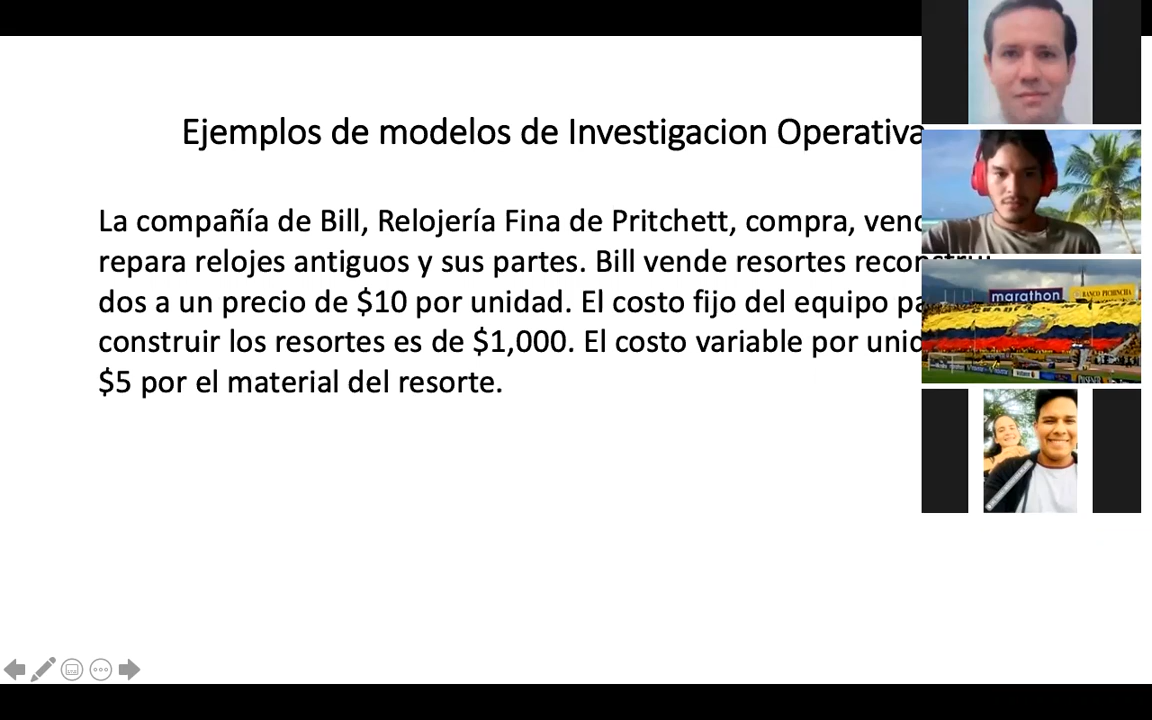 Ejemplos de modelos de Investigacion Operativa
La compañía de Bill, Relojería Fina de Pritchett, compra,
repara relojes antiguos y sus partes. Bill vende resortes
dos a un precio de $10 por unidad. El costo fijo del equipo
construir los resortes es de $1,000. El costo variable por
$5 por el material del resorte.
marathon
BANCO PICHINCHA